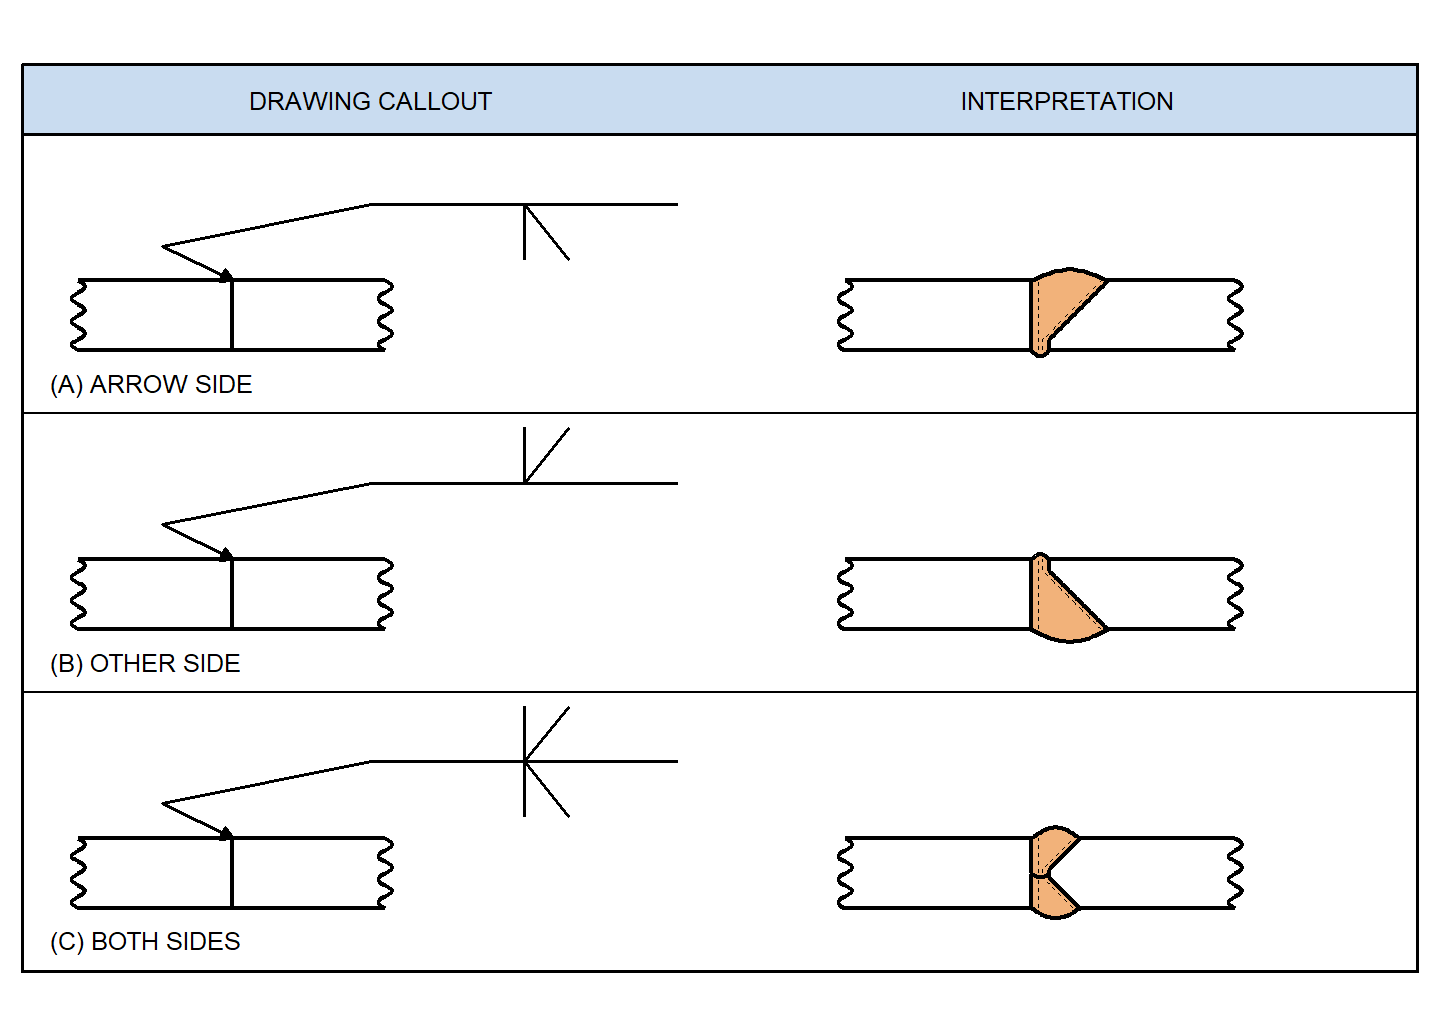 DRAWING CALLOUT
INTERPRETATION
(A) ARROW SIDE
(B) OTHER SIDE
(C) BOTH SIDES